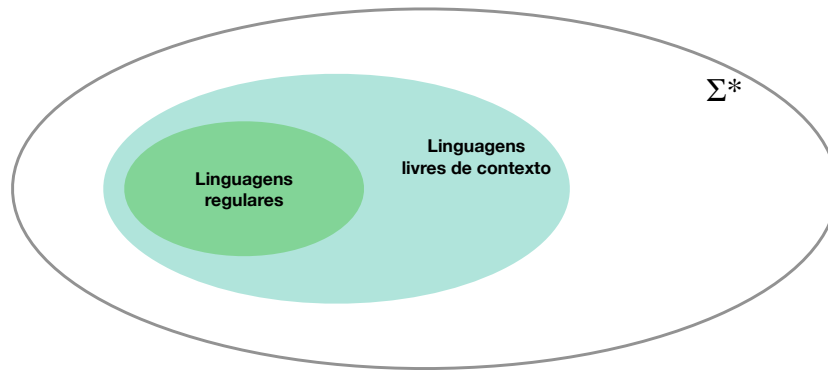 Σ*
Linguagens
livres de contexto
Linguagens
regulares